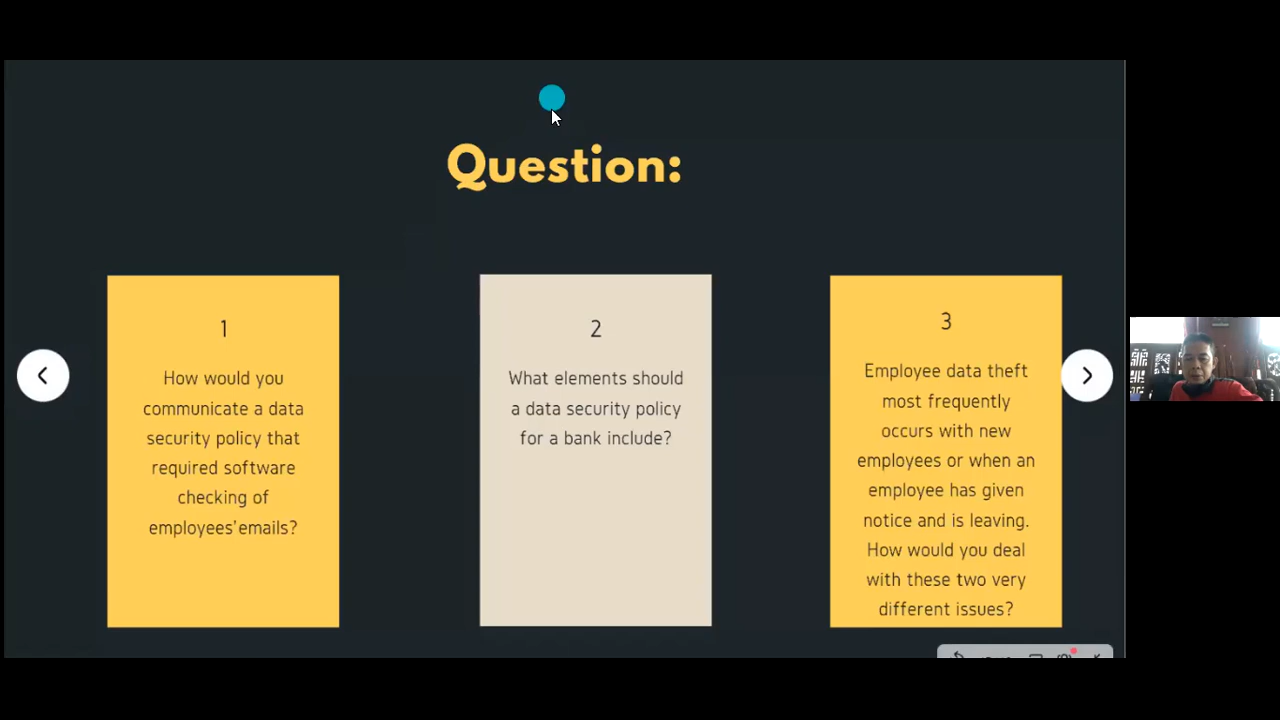 Question:
1
How would you
communicate a data
security policy that
required software
checking of
employees' emails?
2
What elements should
a data security policy
for a bank include?
3
Employee data theft
most frequently
occurs with new
employees or when an
employee has given
notice and is leaving.
How would you deal
with these two very
different issues?